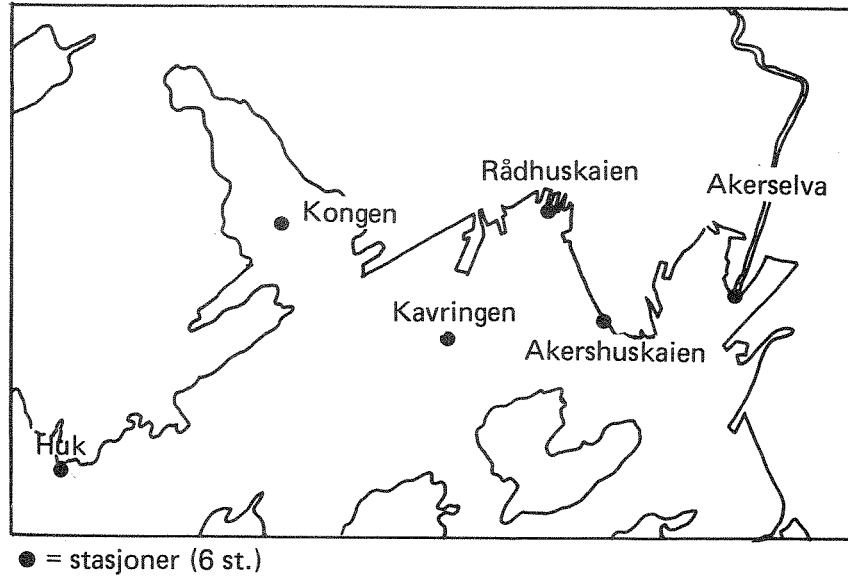 Rådhuskaien
Akerselva
Kongen
Kavringen
Akershuskaien
Huk
● = stasjoner (6 st.)